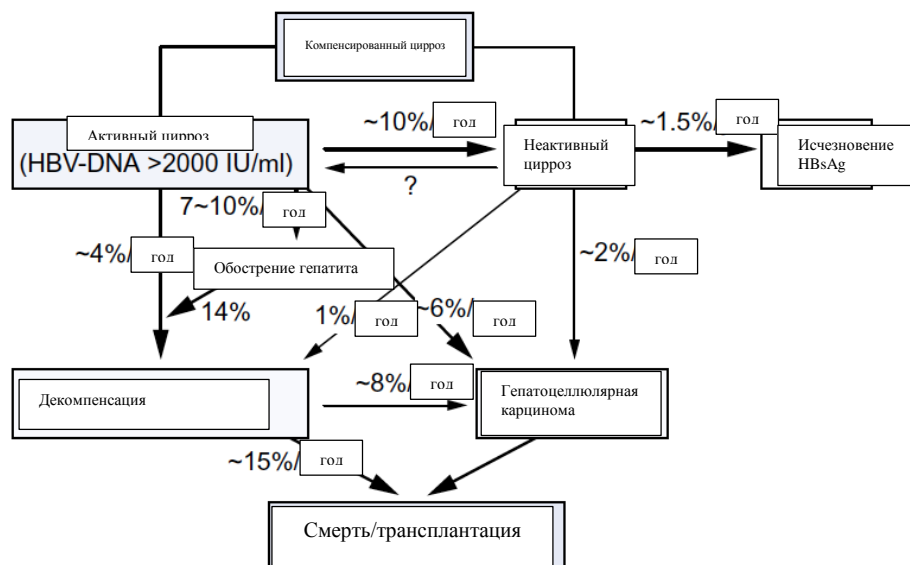 Компенсированный цирроз
~10%/ год
~1.5%/ год
Активный цирроз
(HBV-DNA >2000 IU/ml)
Неактивный
цирроз
Исчезновение
HBsAg
?
7~10%/ год
~4%/ год
~2%/ год
Обострение гепатита
14%
1%/ год
~6%/ год
Декомпенсация
~8%/ год
Гепатоцеллюлярная
карцинома
~15%/ год
Смерть/трансплантация